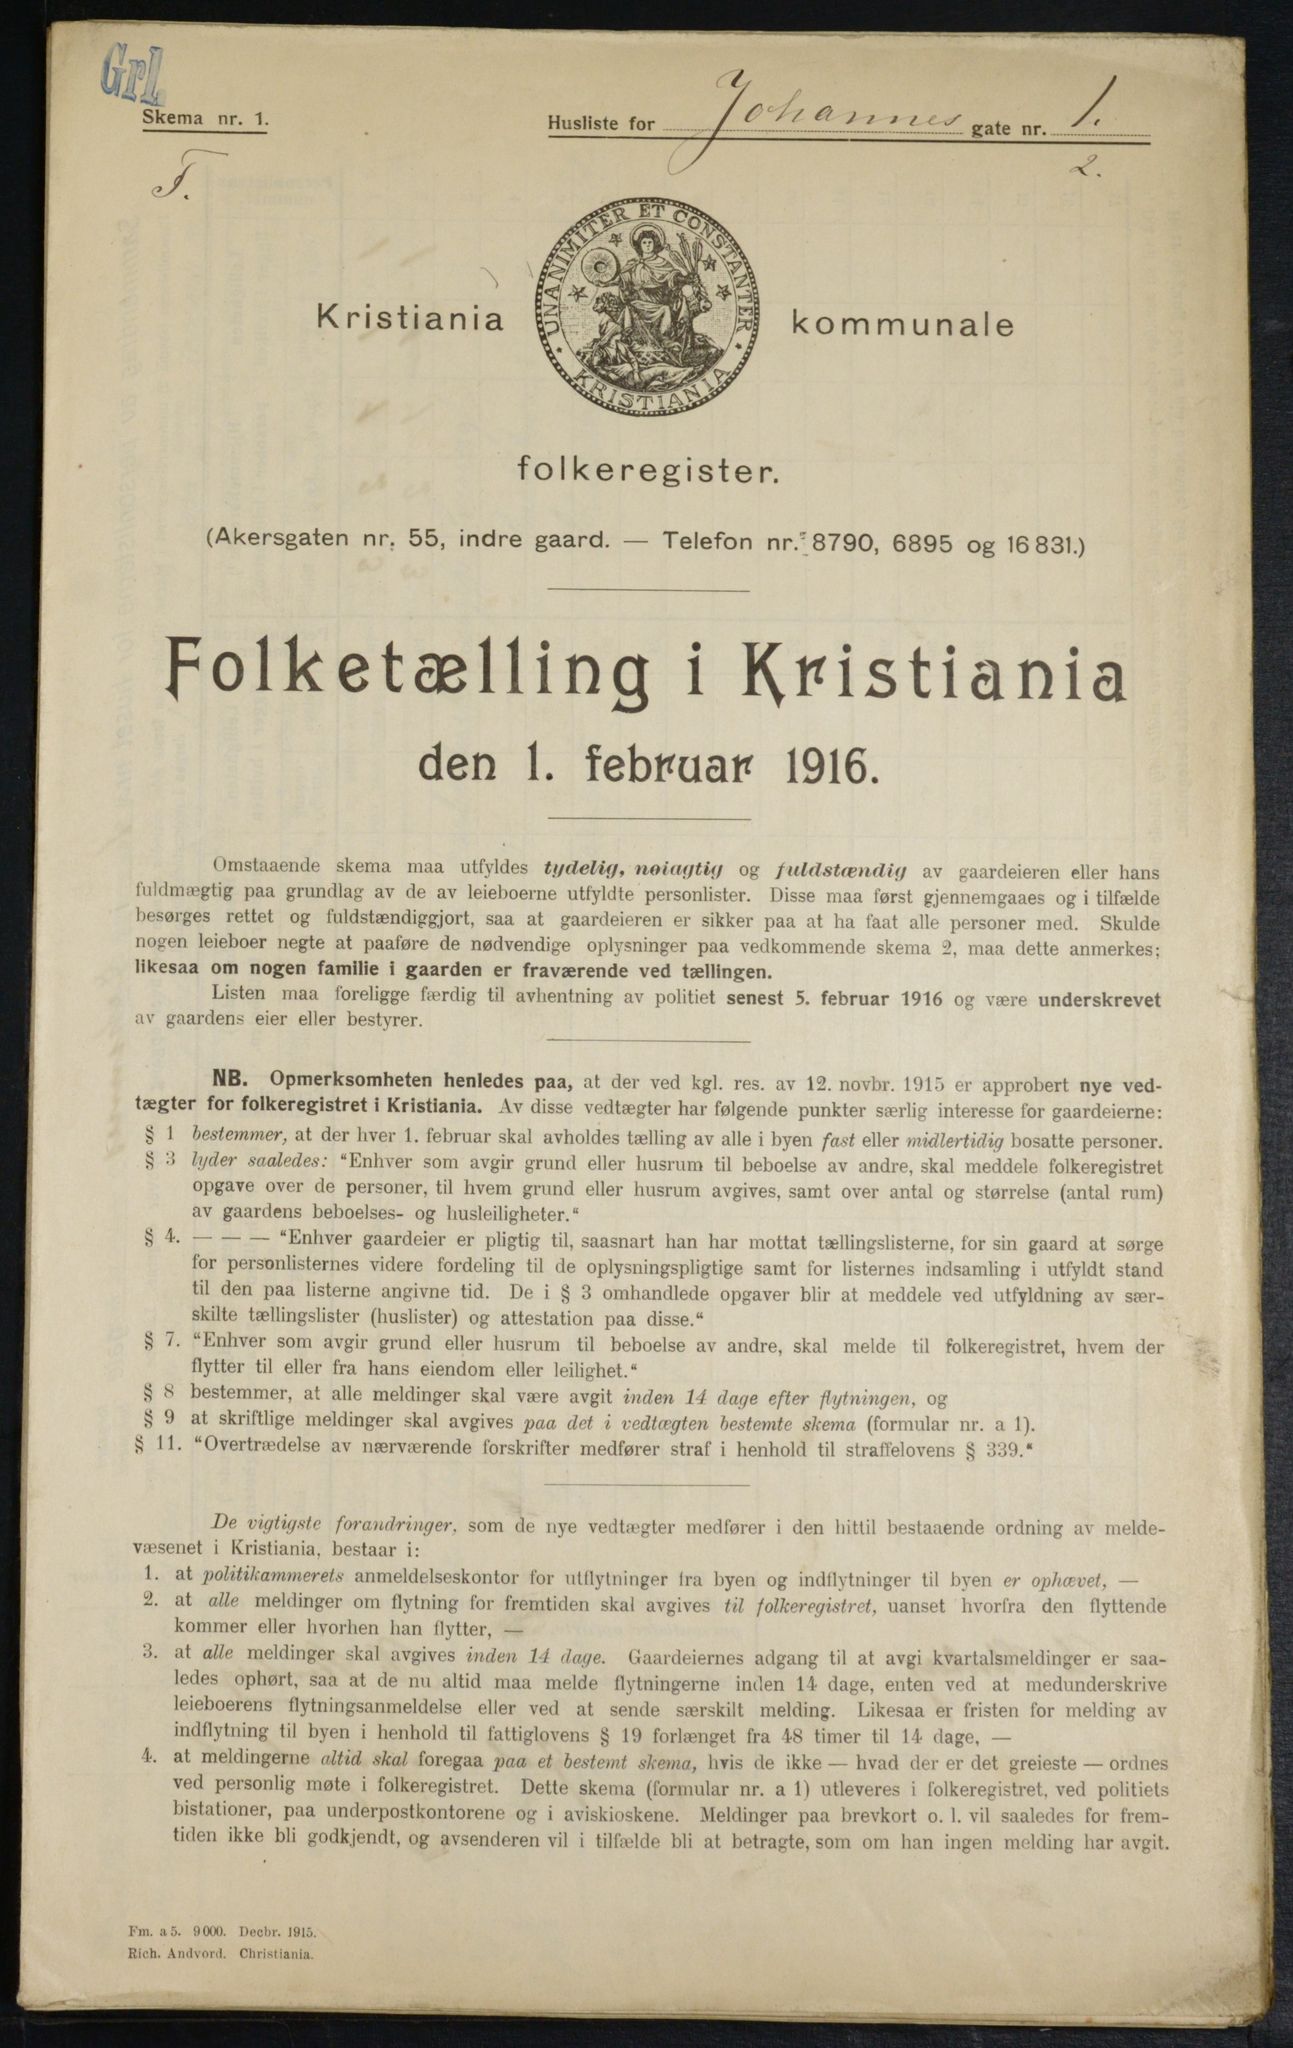 Grl.
Skema nr. 1.
Husliste for Johannes gate nr. 1.
2.
T.
UNANIMITER ET CONSTANTER
KRISTIANIA
Kristiania kommunale
folkeregister.
(Akersgaten nr. 55, indre gaard. — Telefon nr. 8790, 6895 og 16 831.)
Folketælling i Kristiania
den 1. februar 1916.
Omstaaende skema maa utfyldes tydelig, nøiagtig og fuldstændig av gaardeieren eller hans
fuldmægtig paa grundlag av de av leieboerne utfyldte personlister. Disse maa først gjennemgaaes og i tilfælde
besørges rettet og fuldstændiggjort, saa at gaardeieren er sikker paa at ha faat alle personer med. Skulde
nogen leieboer negte at paaføre de nødvendige oplysninger paa vedkommende skema 2, maa dette anmerkes;
likesaa om nogen familie i gaarden er fraværende ved tællingen.
Listen maa foreligge færdig til avhentning av politiet senest 5. februar 1916 og være underskrevet
av gaardens eier eller bestyrer.
NB. Opmerksomheten henledes paa, at der ved kgl. res. av 12. novbr. 1915 er approbert nye ved-
tægter for folkeregistret i Kristiania. Av disse vedtægter har følgende punkter særlig interesse for gaardeierne:
§ 1 bestemmer, at der hver 1. februar skal avholdes tælling av alle i byen fast eller midlertidig bosatte personer.
§ 3 lyder saaledes: "Enhver som avgir grund eller husrum til beboelse av andre, skal meddele folkeregistret
opgave over de personer, til hvem grund eller husrum avgives, samt over antal og størrelse (antal rum)
av gaardens beboelses- og husleiligheter."
§ 4. — — — "Enhver gaardeier er pligtig til, saasnart han har mottat tællingslisterne, for sin gaard at sørge
for personlisternes videre fordeling til de oplysningspligtige samt for listernes indsamling i utfyldt stand
til den paa listerne angivne tid. De i § 3 omhandlede opgaver blir at meddele ved utfyldning av sær-
skilte tællingslister (huslister) og attestation paa disse."
§ 7. "Enhver som avgir grund eller husrum til beboelse av andre, skal melde til folkeregistret, hvem der
flytter til eller fra hans eiendom eller leilighet."
§ 8 bestemmer, at alle meldinger skal være avgit inden 14 dage efter flytningen, og
§ 9 at skriftlige meldinger skal avgives paa det i vedtægten bestemte skema (formular nr. a 1).
§ 11. "Overtrædelse av nærværende forskrifter medfører straf i henhold til straffelovens § 339."
De vigtigste forandringer, som de nye vedtægter medfører i den hittil bestaaende ordning av melde-
væsenet i Kristiania, bestaar i:
1. at politikammerets anmeldelseskontor for utflytninger fra byen og indflytninger til byen er ophævet, —
2. at alle meldinger om flytning for fremtiden skal avgives til folkeregistret, uanset hvorfra den flyttende
kommer eller hvorhen han flytter, —
3. at alle meldinger skal avgives inden 14 dage. Gaardeiernes adgang til at avgi kvartalsmeldinger er saa-
ledes ophørt, saa at de nu altid maa melde flytningerne inden 14 dage, enten ved at medunderskrive
leieboerens flytningsanmeldelse eller ved at sende særskilt melding. Likesaa er fristen for melding av
indflytning til byen i henhold til fattiglovens § 19 forlænget fra 48 timer til 14 dage, —
4. at meldingerne altid skal foregaa paa et bestemt skema, hvis de ikke — hvad der er det greieste — ordnes
ved personlig møte i folkeregistret. Dette skema (formular nr. a 1) utleveres i folkeregistret, ved politiets
bistationer, paa underpostkontorene og i aviskioskene. Meldinger paa brevkort o. l. vil saaledes for frem-
tiden ikke bli godkjendt, og avsenderen vil i tilfælde bli at betragte, som om han ingen melding har avgit.
Fm. a 5. 9 000. Decbr. 1915.
Rich. Andvord. Christiania.